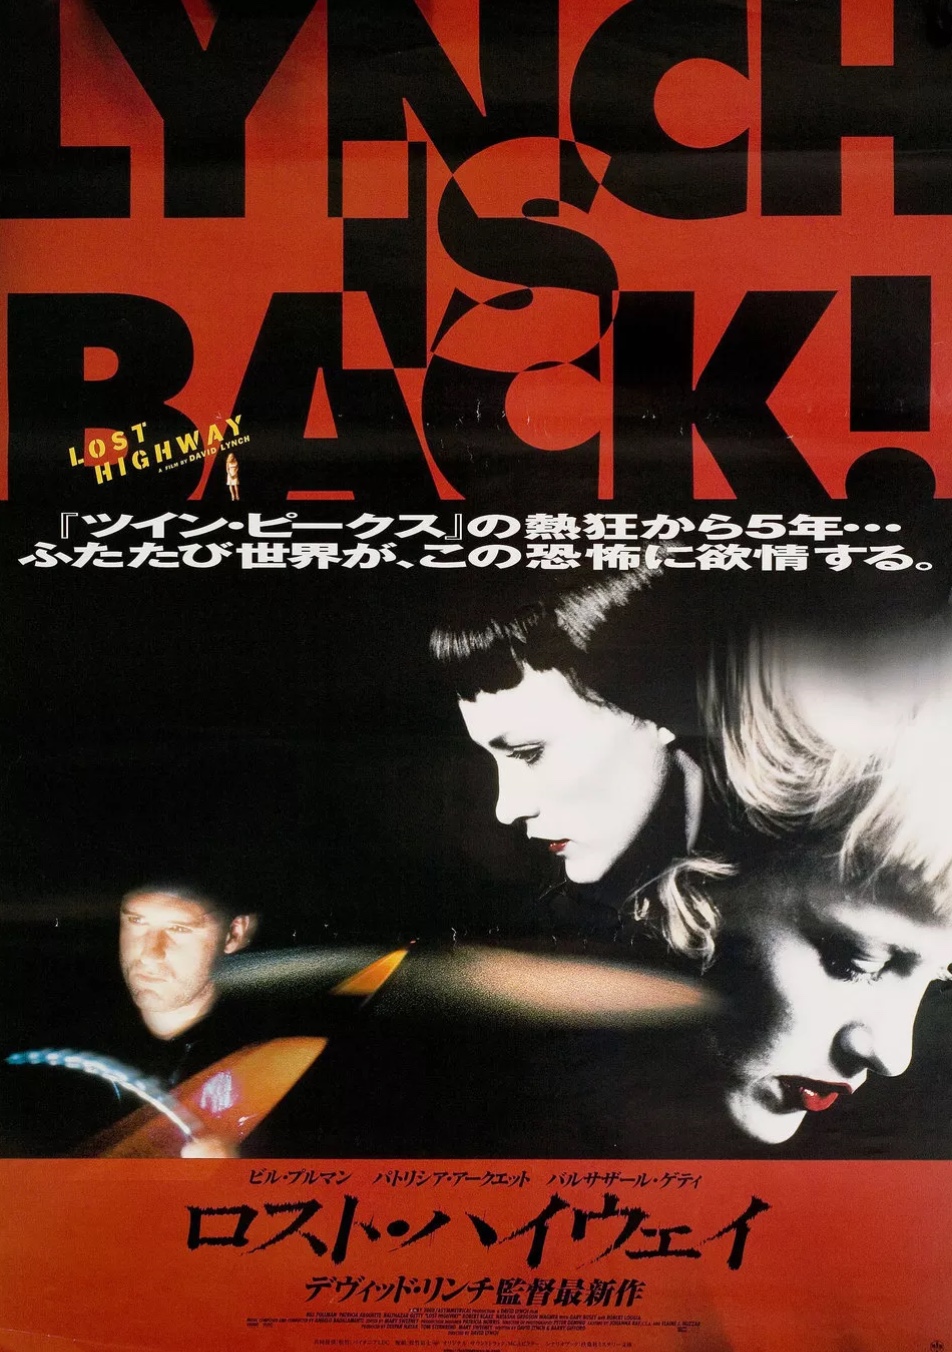 LYNCH
IS
BACK!
LOST
HIGHWAY
A FILM BY DAVID LYNCH
『ツイン・ピークス』の熱狂から5年・・・
ふたたび世界が、この恐怖に欲情する。
ビル・プルマン パトリシア・アークエット バルサザール・ゲティ
ロスト・ハイウェイ
デヴィッド・リンチ監督最新作
DIRECTED BY DAVID LYNCH